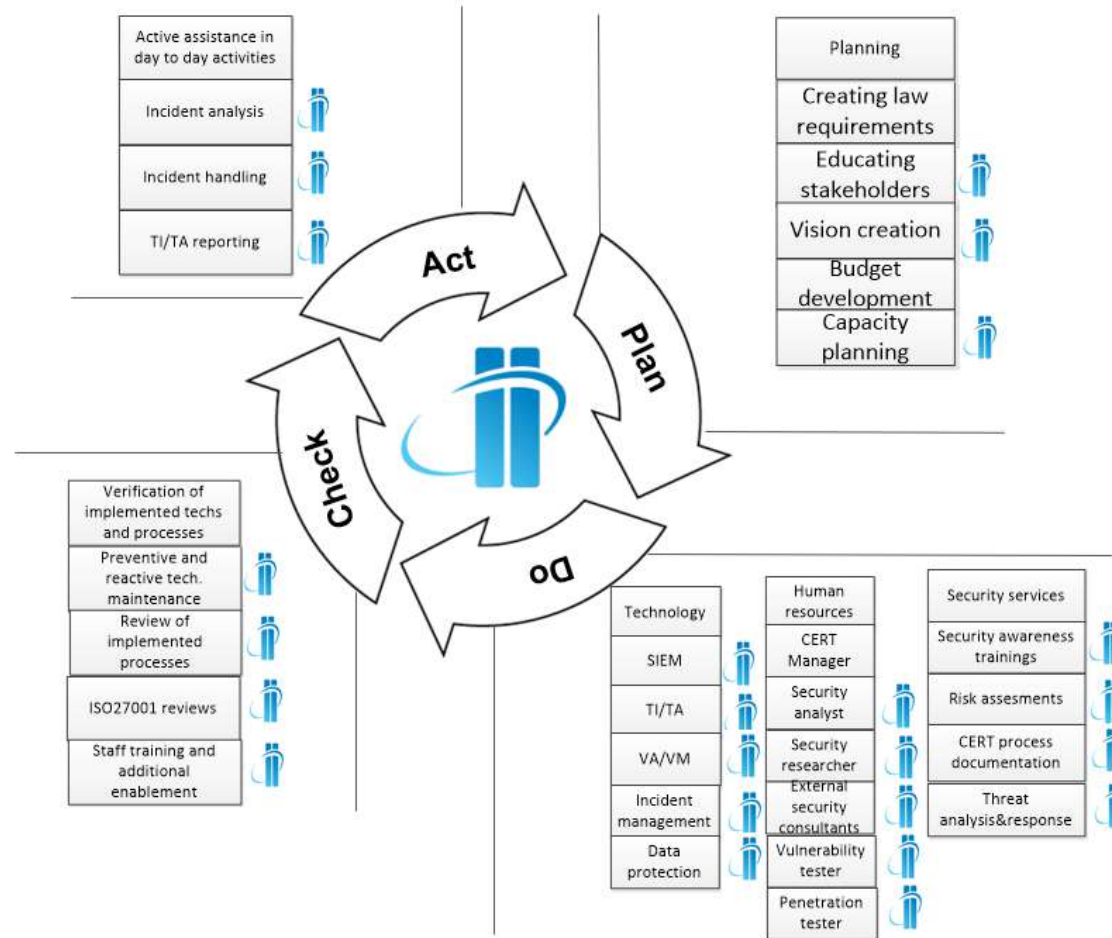 Active assistance in
day to day activities
Incident analysis
Incident handling
TI/TA reporting
Planning
Creating law
requirements
Educating
stakeholders
Vision creation
Budget
development
Capacity
planning
Act
Plan
Do
Check
Verification of
implemented techs
and processes
Preventive and
reactive tech.
maintenance
Review of
implemented
processes
ISO27001 reviews
Staff training and
additional
enablement
Technology
SIEM
TI/TA
VA/VM
Incident
management
Data
protection
Human
resources
CERT
Manager
Security
analyst
Security
researcher
External
security
consultants
Vulnerability
tester
Penetration
tester
Security services
Security awareness
trainings
Risk assesments
CERT process
documentation
Threat
analysis&response